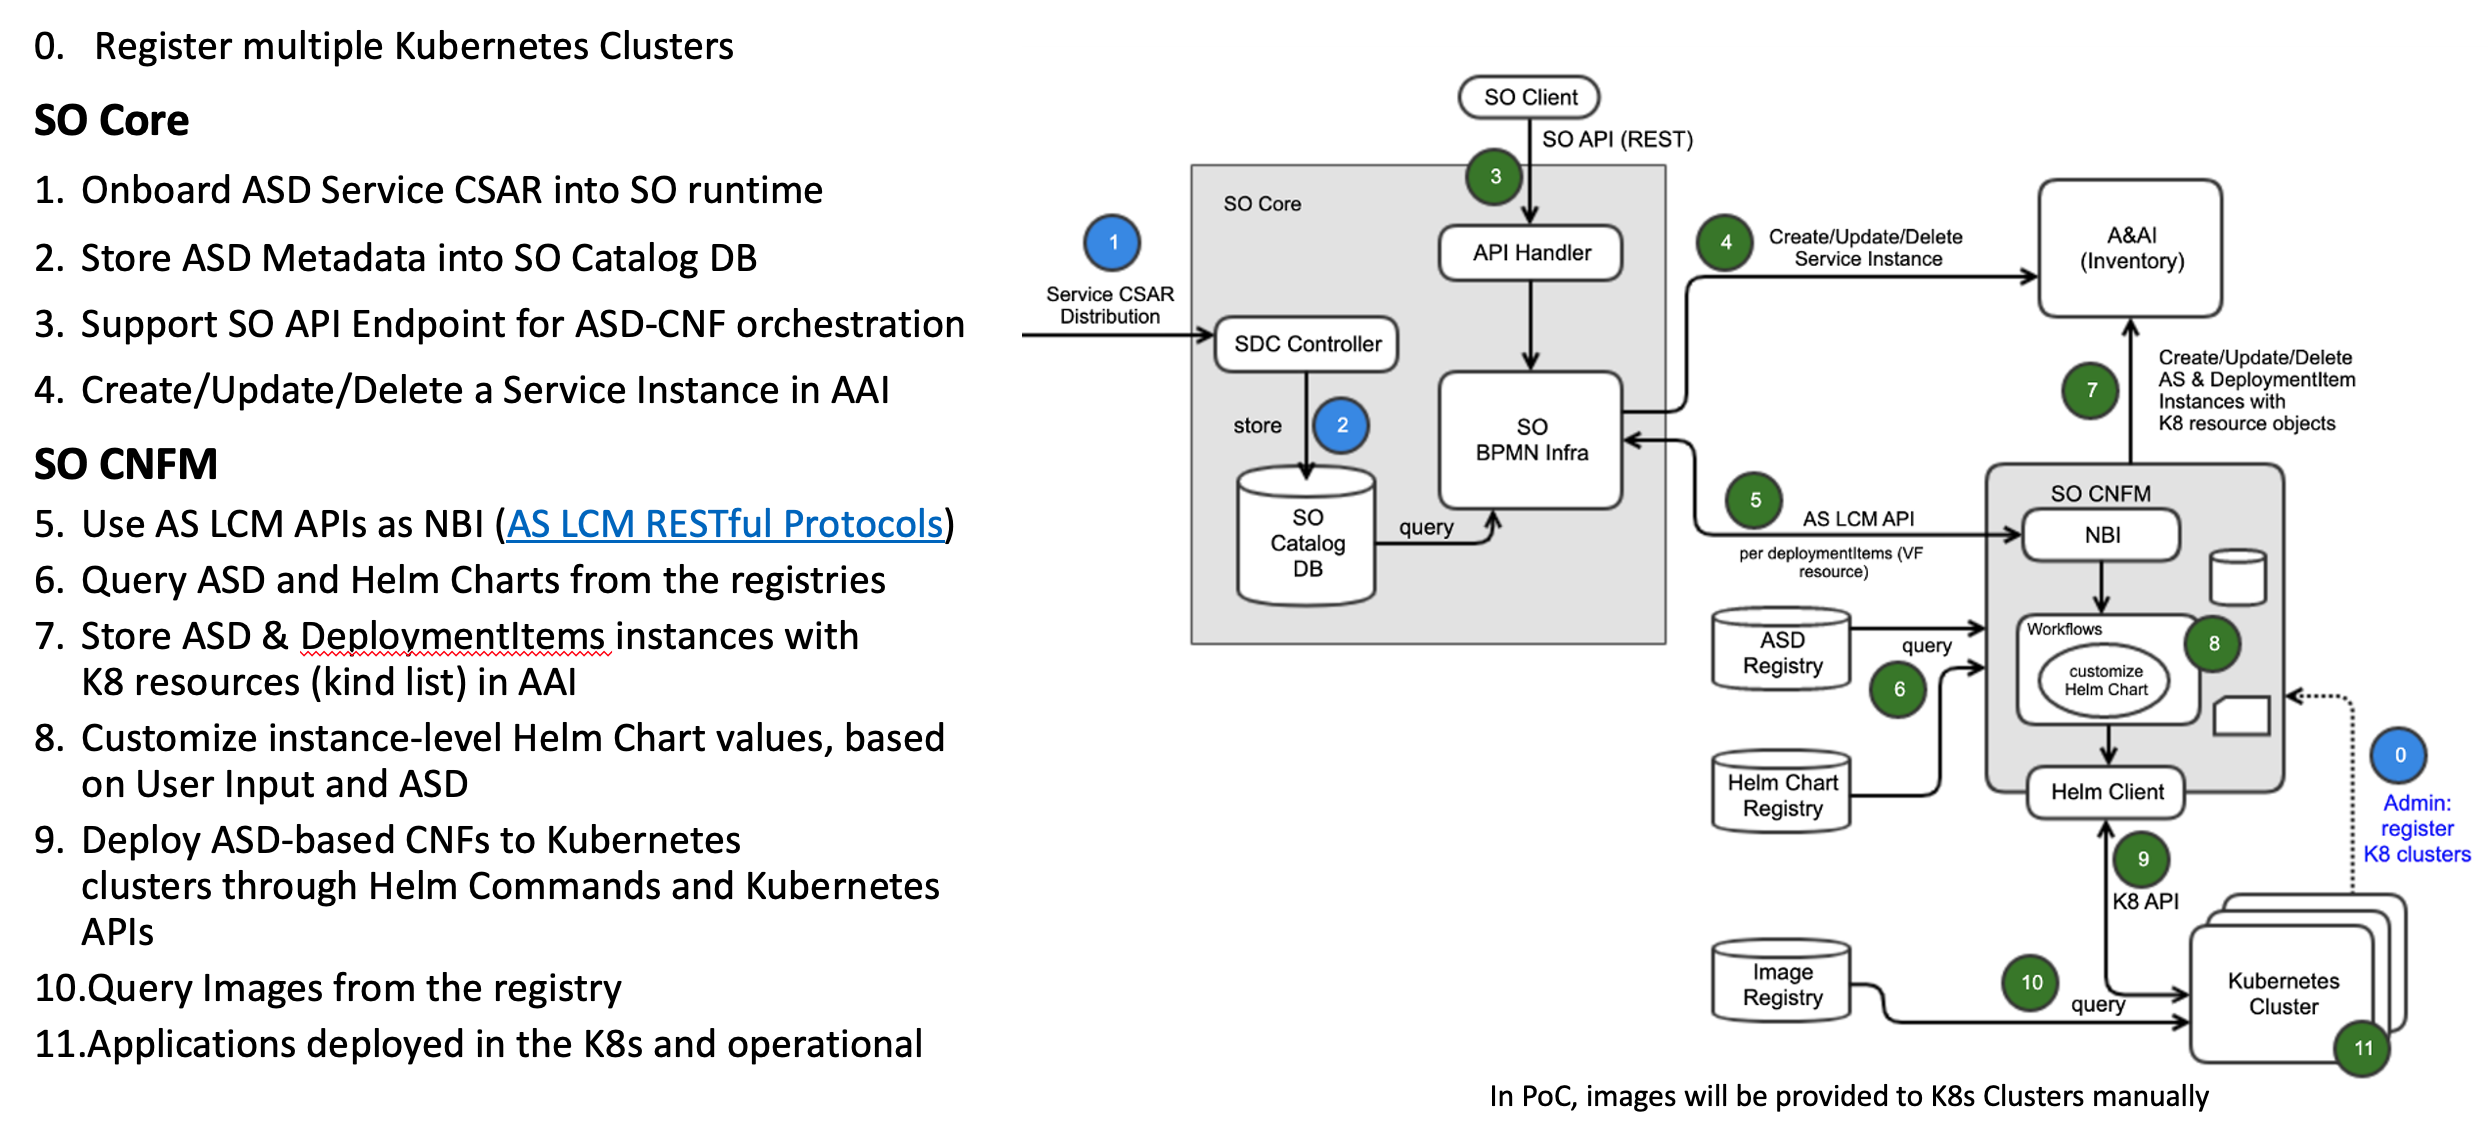 0. Register multiple Kubernetes Clusters
SO Core
1. Onboard ASD Service CSAR into SO runtime
2. Store ASD Metadata into SO Catalog DB
3. Support SO API Endpoint for ASD-CNF orchestration
4. Create/Update/Delete a Service Instance in AAI
SO CNFM
5. Use AS LCM APIs as NBI (AS LCM RESTful Protocols)
6. Query ASD and Helm Charts from the registries
7. Store ASD & DeploymentItems instances with
K8 resources (kind list) in AAI
8. Customize instance-level Helm Chart values, based
on User Input and ASD
9. Deploy ASD-based CNFs to Kubernetes
clusters through Helm Commands and Kubernetes
APIs
10.Query Images from the registry
11.Applications deployed in the K8s and operational
SO Client
SO API (REST)
3
SO Core
API Handler
1
Service CSAR
Distribution
SDC Controller
store
2
SO
Catalog
DB
query
SO
BPMN Infra
4
Create/Update/Delete
Service Instance
A&AI
(Inventory)
7
Create/Update/Delete
AS & DeploymentItem
Instances with
K8 resource objects
5
AS LCM API
per deploymentItems (VF
resource)
SO CNFM
NBI
Workflows
customize
Helm Chart
8
Helm Client
ASD
Registry
query
6
Helm Chart
Registry
0
Admin:
register
K8 clusters
9
K8 API
Image
Registry
10
query
Kubernetes
Cluster
11
In PoC, images will be provided to K8s Clusters manually